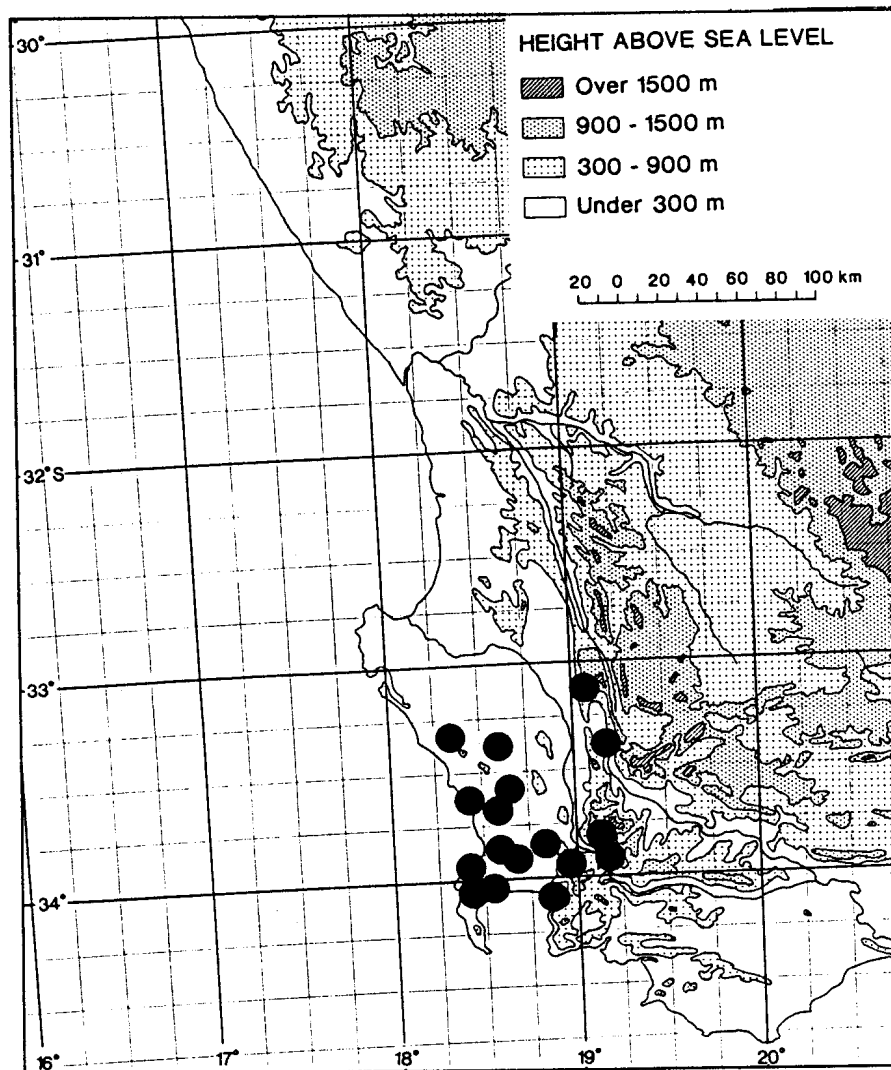 HEIGHT ABOVE SEA LEVEL
Over 1500 m
900 - 1500 m
300 - 900 m
Under 300 m
20 0 20 40 60 80 100 km
30°
31°
32°S
33°
34°
16° 17° 18° 19° 20°